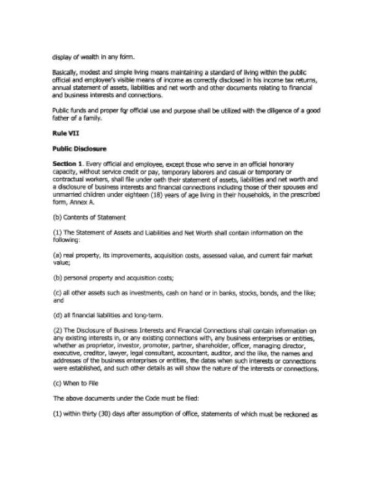 display of wealth in any form.
Basically, modest and simple living means maintaining a standard of living within the public
official and employee's visible means of income as correctly disclosed in his income tax returns,
annual statement of assets, liabilities and net worth and other documents relating to financial
and business interests and connections.
Public funds and proper for official use and purpose shall be utilized with the diligence of a good
father of a family.
Rule VII
Public Disclosure
Section 1. Every official and employee, except those who serve in an official honorary
capacity, without service credit or pay, temporary laborers and casual or temporary or
contractual workers, shall file under oath their statement of assets, liabilities and net worth and
a disclosure of business interests and financial connections including those of their spouses and
unmarried children under eighteen (18) years of age living in their households, in the prescribed
form, Annex A.
(b) Contents of Statement
(1) The Statement of Assets and Liabilities and Net Worth shall contain information on the
following:
(a) real property, its improvements, acquisition costs, assessed value, and current fair market
value;
(b) personal property and acquisition costs;
(c) all other assets such as investments, cash on hand or in banks, stocks, bonds, and the like;
and
(d) all financial liabilities and long-term.
(2) The Disclosure of Business Interests and Financial Connections shall contain information on
any existing interests in, or any existing connections with, any business enterprises or entities,
whether as proprietor, investor, promoter, partner, shareholder, officer, managing director,
executive, creditor, lawyer, legal consultant, accountant, auditor, and the like, the names and
addresses of the business enterprises or entities, the dates when such interests or connections
were established, and such other details as will show the nature of the interests or connections.
(c) When to File
The above documents under the Code must be filed:
(1) within thirty (30) days after assumption of office, statements of which must be reckoned as